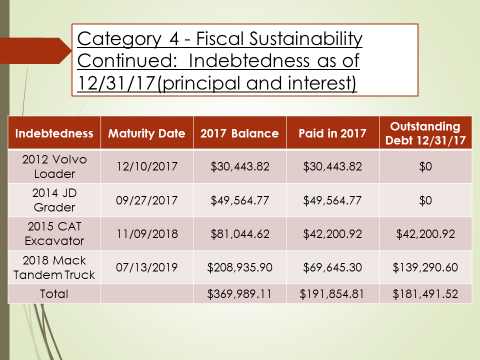 Category 4 - Fiscal Sustainability
Continued:  Indebtedness as of
12/31/17(principal and interest)
Indebtedness Maturity Date 2017 Balance Paid in 2017 Outstanding Debt 12/31/17
2012 Volvo Loader 12/10/2017 $30,443.82 $30,443.82 $0
2014 JD Grader 09/27/2017 $49,564.77 $49,564.77 $0
2015 CAT Excavator 11/09/2018 $81,044.62 $42,200.92 $42,200.92
2018 Mack Tandem Truck 07/13/2019 $208,935.90 $69,645.30 $139,290.60
Total $369,989.11 $191,854.81 $181,491.52